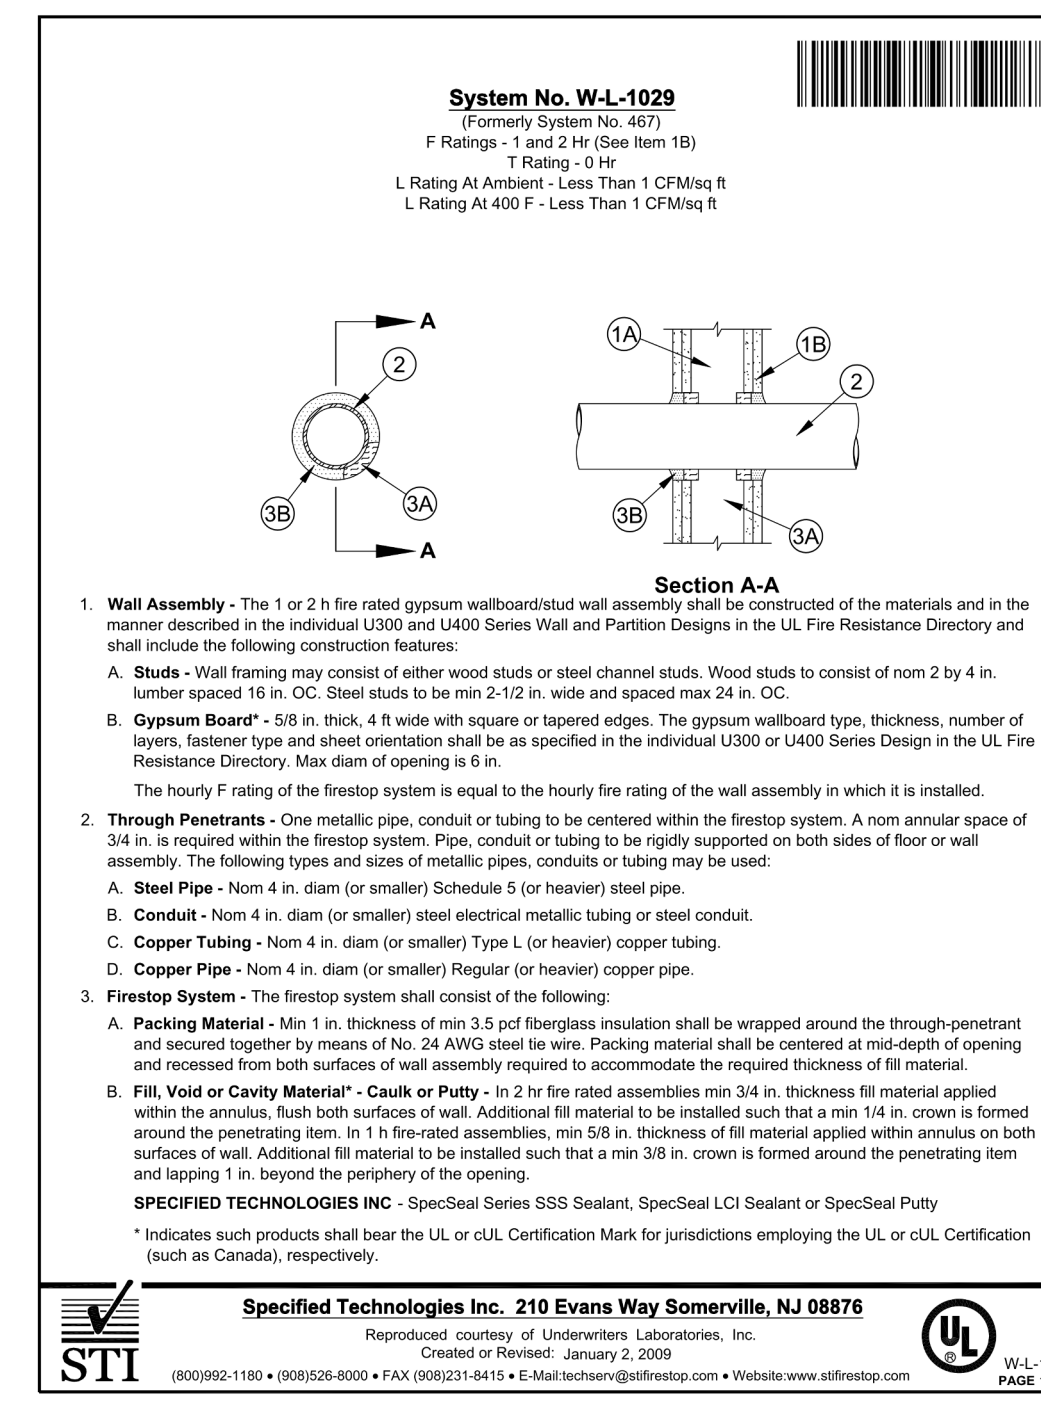 System No. W-L-1029
(Formerly System No. 467)
F Ratings - 1 and 2 Hr (See Item 1B)
T Rating - 0 Hr
L Rating At Ambient - Less Than 1 CFM/sq ft
L Rating At 400 F - Less Than 1 CFM/sq ft
A
2
3B
3A
A
1A
1B
2
3B
3A
Section A-A
1. Wall Assembly - The 1 or 2 h fire rated gypsum wallboard/stud wall assembly shall be constructed of the materials and in the
manner described in the individual U300 and U400 Series Wall and Partition Designs in the UL Fire Resistance Directory and
shall include the following construction features:
A. Studs - Wall framing may consist of either wood studs or steel channel studs. Wood studs to consist of nom 2 by 4 in.
lumber spaced 16 in. OC. Steel studs to be min 2-1/2 in. wide and spaced max 24 in. OC.
B. Gypsum Board* - 5/8 in. thick, 4 ft wide with square or tapered edges. The gypsum wallboard type, thickness, number of
layers, fastener type and sheet orientation shall be as specified in the individual U300 or U400 Series Design in the UL Fire
Resistance Directory. Max diam of opening is 6 in.
The hourly F rating of the firestop system is equal to the hourly fire rating of the wall assembly in which it is installed.
2. Through Penetrants - One metallic pipe, conduit or tubing to be centered within the firestop system. A nom annular space of
3/4 in. is required within the firestop system. Pipe, conduit or tubing to be rigidly supported on both sides of floor or wall
assembly. The following types and sizes of metallic pipes, conduits or tubing may be used:
A. Steel Pipe - Nom 4 in. diam (or smaller) Schedule 5 (or heavier) steel pipe.
B. Conduit - Nom 4 in. diam (or smaller) steel electrical metallic tubing or steel conduit.
C. Copper Tubing - Nom 4 in. diam (or smaller) Type L (or heavier) copper tubing.
D. Copper Pipe - Nom 4 in. diam (or smaller) Regular (or heavier) copper pipe.
3. Firestop System - The firestop system shall consist of the following:
A. Packing Material - Min 1 in. thickness of min 3.5 pcf fiberglass insulation shall be wrapped around the through-penetrant
and secured together by means of No. 24 AWG steel tie wire. Packing material shall be centered at mid-depth of opening
and recessed from both surfaces of wall assembly required to accommodate the required thickness of fill material.
B. Fill, Void or Cavity Material* - Caulk or Putty - In 2 hr fire rated assemblies min 3/4 in. thickness fill material applied
within the annulus, flush both surfaces of wall. Additional fill material to be installed such that a min 1/4 in. crown is formed
around the penetrating item. In 1 h fire-rated assemblies, min 5/8 in. thickness of fill material applied within annulus on both
surfaces of wall. Additional fill material to be installed such that a min 3/8 in. crown is formed around the penetrating item
and lapping 1 in. beyond the periphery of the opening.
SPECIFIED TECHNOLOGIES INC - SpecSeal Series SSS Sealant, SpecSeal LCI Sealant or SpecSeal Putty
* Indicates such products shall bear the UL or cUL Certification Mark for jurisdictions employing the UL or cUL Certification
(such as Canada), respectively.
STI
Specified Technologies Inc. 210 Evans Way Somerville, NJ 08876
Reproduced courtesy of Underwriters Laboratories, Inc.
Created or Revised: January 2, 2009
(800)992-1180 • (908)526-8000 • FAX (908)231-8415 • E-Mail:techserv@stifirestop.com • Website:www.stifirestop.com
UL
®
W-L-
PAGE